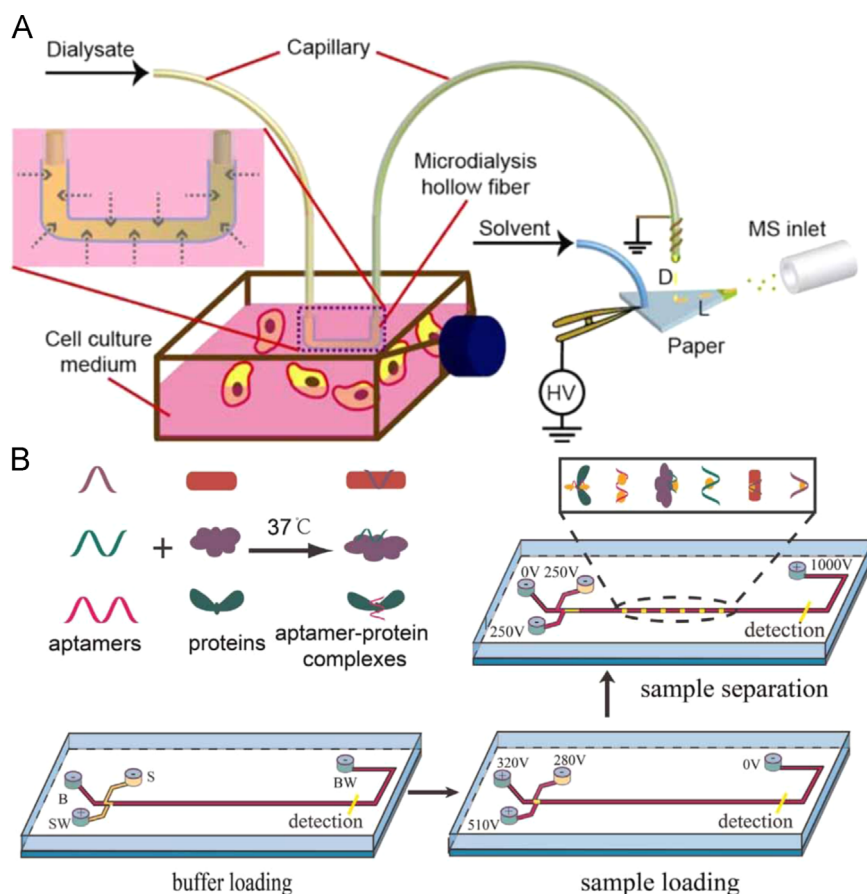 A
Dialysate
Capillary
Microdialysis
hollow fiber
Solvent
MS inlet
D
L
Cell culture
medium
Paper
HV
B
37℃
+
aptamers
proteins
aptamer-protein
complexes
0V 250V
1000V
250V
detection
sample separation
B
S
SW
BW
detection
buffer loading
320V
280V
0V
510V
detection
sample loading